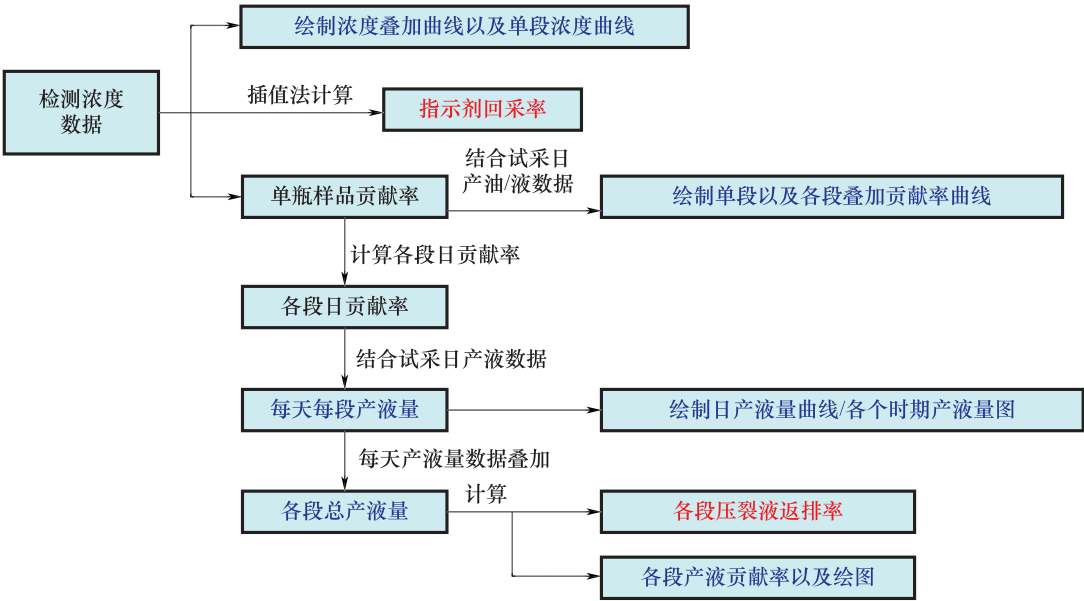 绘制浓度叠加曲线以及单段浓度曲线
检测浓度
数据
插值法计算
指示剂回采率
结合试采日
产油/液数据
单瓶样品贡献率
绘制单段以及各段叠加贡献率曲线
计算各段日贡献率
各段日贡献率
结合试采日产液数据
每天每段产液量
绘制日产液量曲线/各个时期产液量图
每天产液量数据叠加
计算
各段总产液量
各段压裂液返排率
各段产液贡献率以及绘图